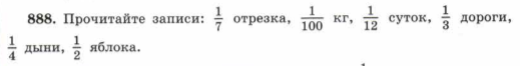 888. Прочитайте записи: 1/7 отрезка, 1/100 кг, 1/12 суток, 1/3 дороги,
1/4 дыни, 1/2 яблока.